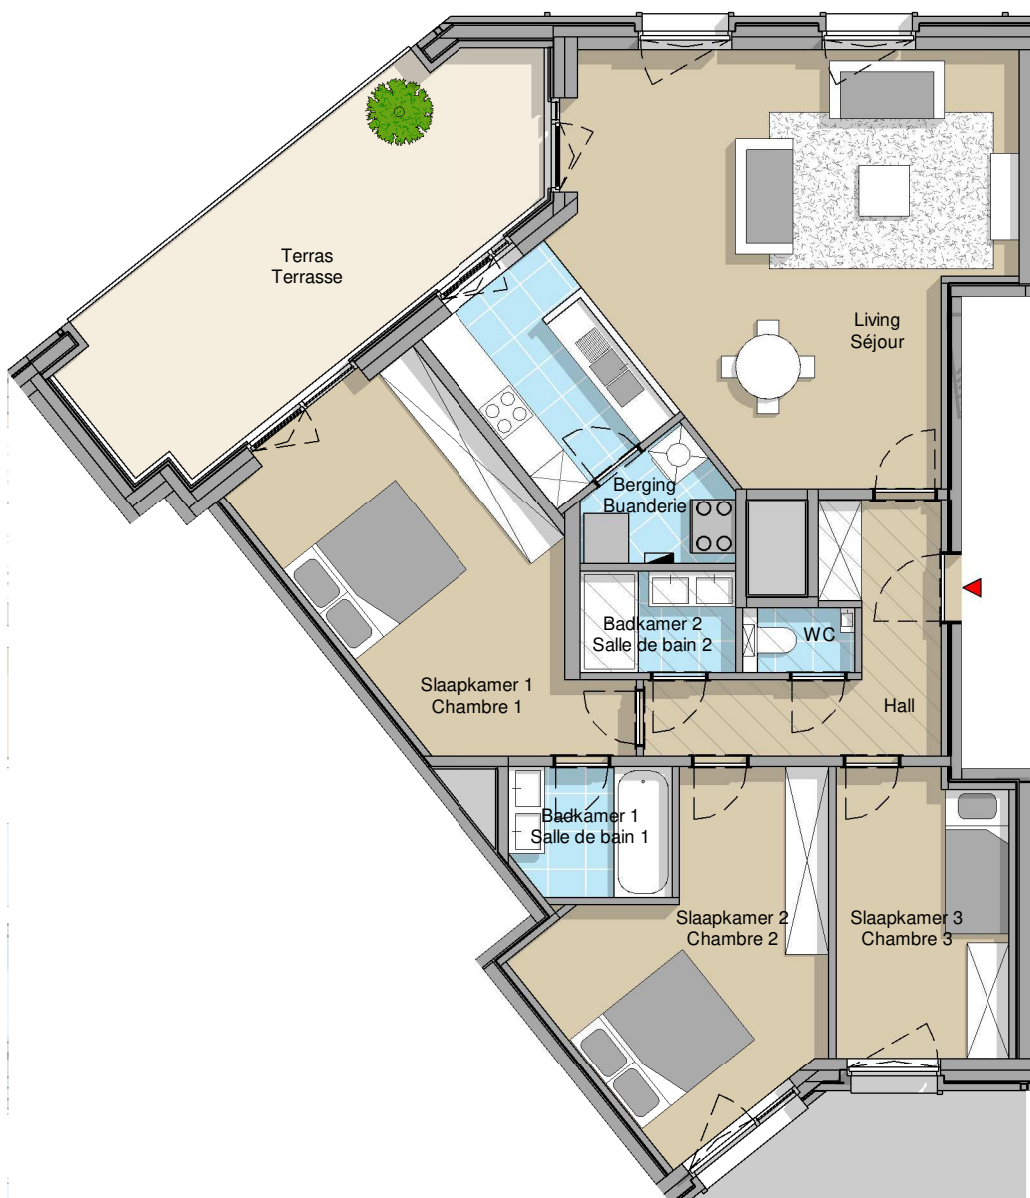 Terras
Terrasse
Living
Séjour
Berging
Buanderie
Badkamer 2
Salle de bain 2
WC
Slaapkamer 1
Chambre 1
Hall
Badkamer 1
Salle de bain 1
Slaapkamer 2
Chambre 2
Slaapkamer 3
Chambre 3